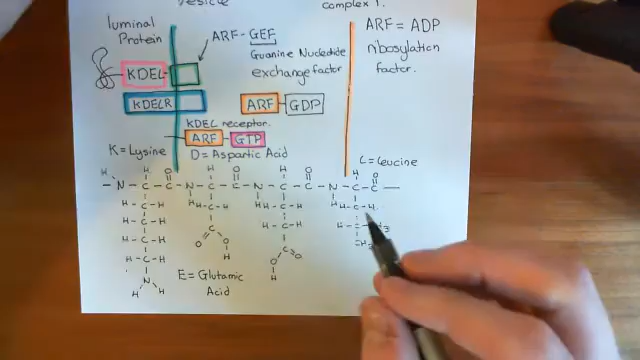 vesicle
complex 1.
luminal
Protein
ARF-GEF
Guanine Nucleotide
exchange factor
ARF = ADP
ribosylation
factor.
KDEL
KDELR
ARF GDP
KDEL receptor.
ARF GTP
K = Lysine
D = Aspartic Acid
L = Leucine
H H O H O H O H O
N - C - C - N - C - C - N - C - C - N - C - C
E = Glutamic
Acid